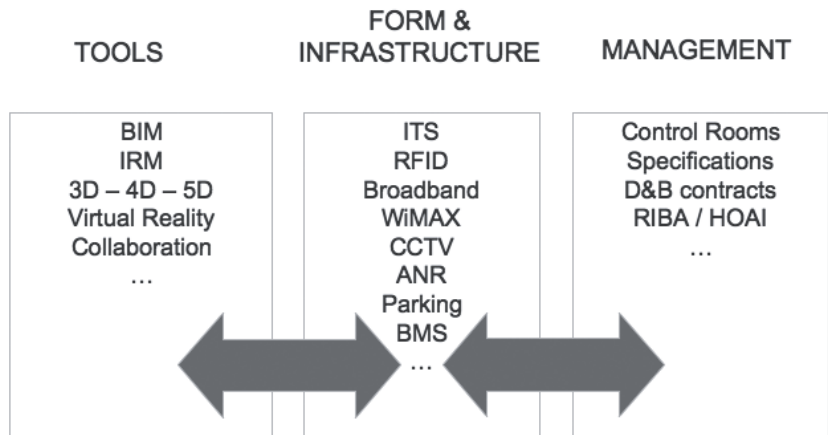 TOOLS
FORM &
INFRASTRUCTURE
MANAGEMENT
BIM
IRM
3D – 4D – 5D
Virtual Reality
Collaboration
…
ITS
RFID
Broadband
WiMAX
CCTV
ANR
Parking
BMS
…
Control Rooms
Specifications
D&B contracts
RIBA / HOAI
…